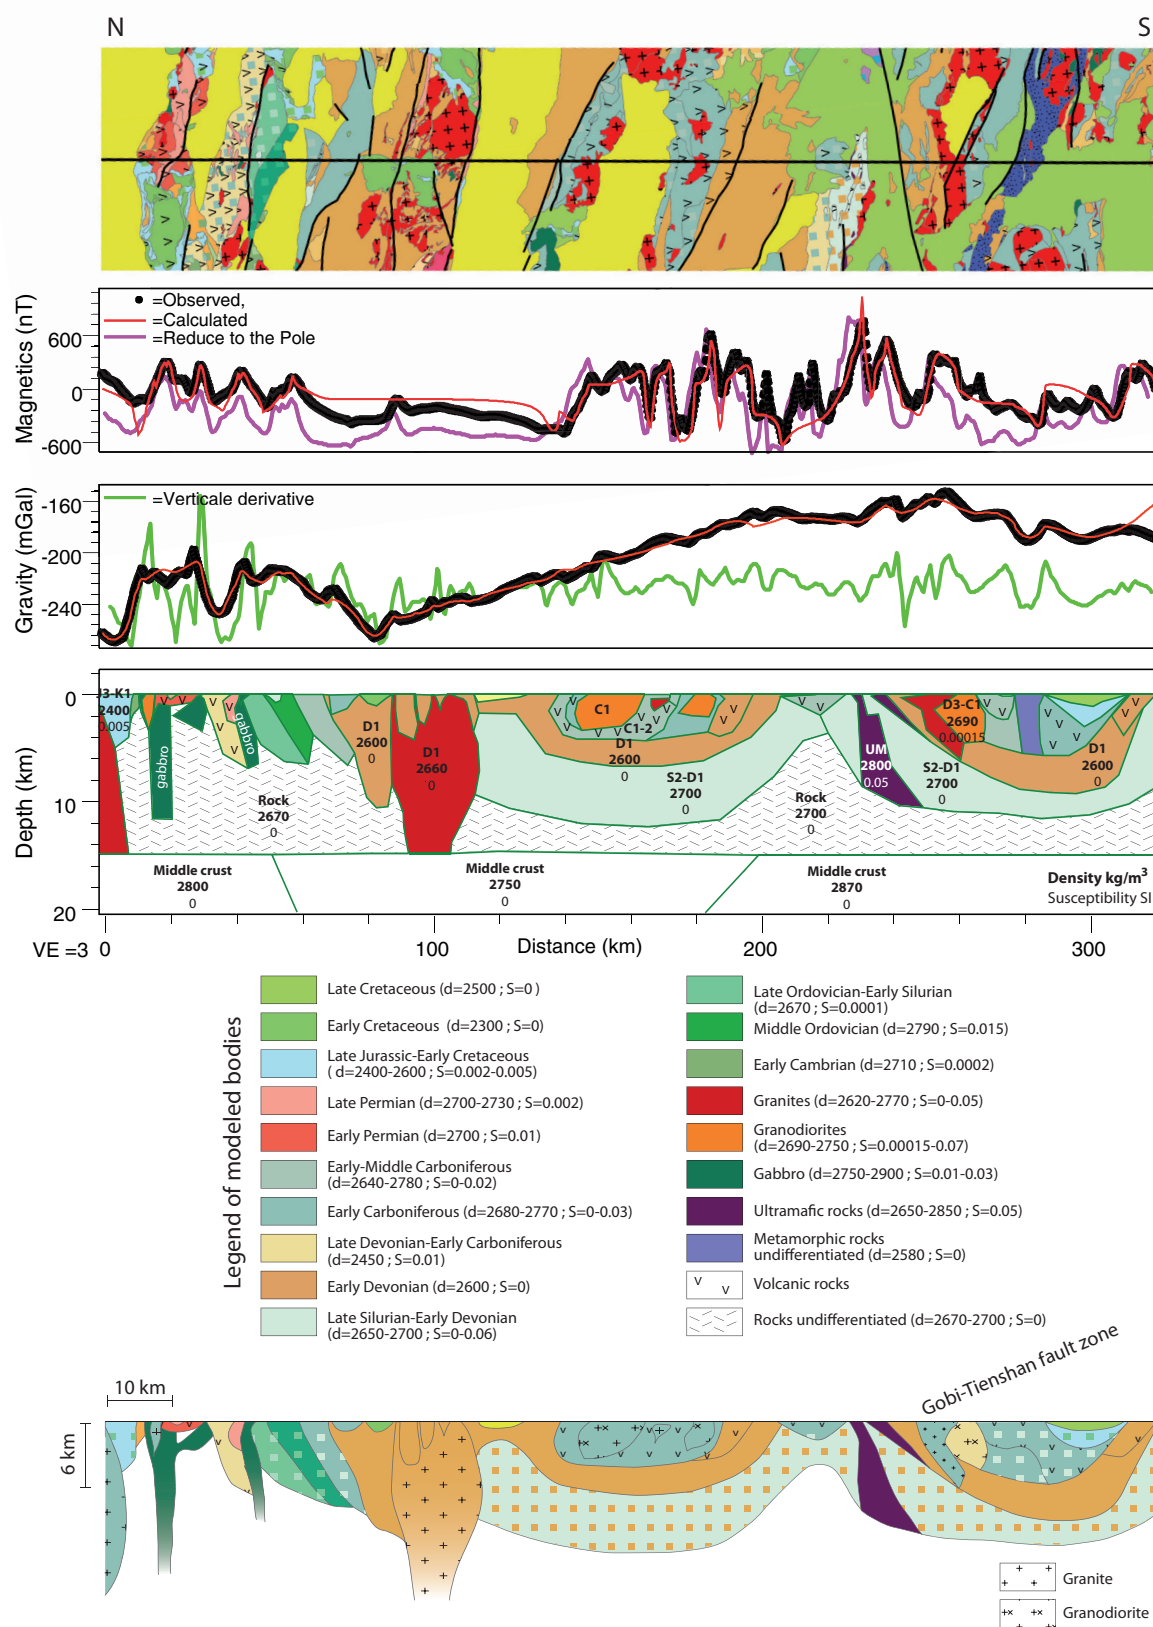 N
S
Magnetics (nT)
600
0
-600
=Observed,
=Calculated
=Reduce to the Pole
Gravity (mGal)
-160
-200
-240
=Verticale derivative
Depth (km)
0
10
20
J3-K1
2400
0.005
gabbro
gabbro
Rock
2670
0
D1
2600
0
D1
2660
0
C1
C1-2
D1
2600
0
S2-D1
2700
0
Rock
2700
0
UM
2800
0.05
D3-C1
2690
0.00015
S2-D1
2700
0
D1
2600
0
Middle crust
2800
0
Middle crust
2750
0
Middle crust
2870
0
Density kg/m³
Susceptibility SI
VE =3
0
100
Distance (km)
200
300
Legend of modeled bodies
Late Cretaceous (d=2500 ; S=0 )
Early Cretaceous (d=2300 ; S=0)
Late Jurassic-Early Cretaceous
( d=2400-2600 ; S=0.002-0.005)
Late Permian (d=2700-2730 ; S=0.002)
Early Permian (d=2700 ; S=0.01)
Early-Middle Carboniferous
(d=2640-2780 ; S=0-0.02)
Early Carboniferous (d=2680-2770 ; S=0-0.03)
Late Devonian-Early Carboniferous
(d=2450 ; S=0.01)
Early Devonian (d=2600 ; S=0)
Late Silurian-Early Devonian
(d=2650-2700 ; S=0-0.06)
Late Ordovician-Early Silurian
(d=2670 ; S=0.0001)
Middle Ordovician (d=2790 ; S=0.015)
Early Cambrian (d=2710 ; S=0.0002)
Granites (d=2620-2770 ; S=0-0.05)
Granodiorites
(d=2690-2750 ; S=0.00015-0.07)
Gabbro (d=2750-2900 ; S=0.01-0.03)
Ultramafic rocks (d=2650-2850 ; S=0.05)
Metamorphic rocks
undifferentiated (d=2580 ; S=0)
Volcanic rocks
Rocks undifferentiated (d=2670-2700 ; S=0)
Gobi-Tienshan fault zone
10 km
6 km
Granite
Granodiorite